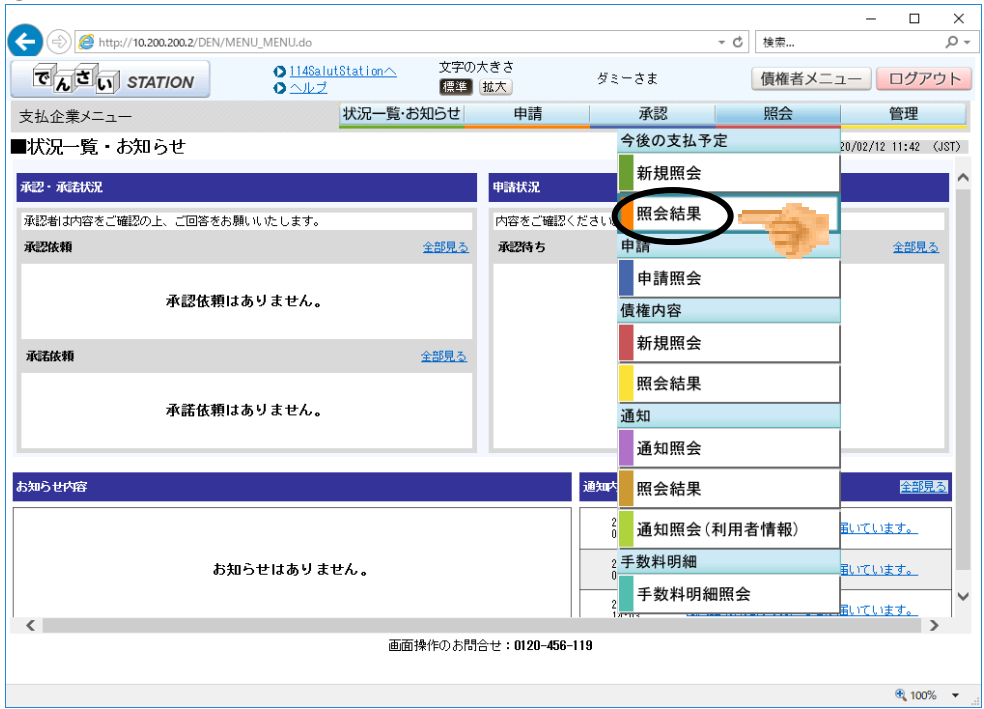 http://10.200.200.2/DEN/MENU_MENU.do
検索...
でんさい STATION
114SalutStationへ
ヘルプ
文字の大きさ
標準 拡大
ダミーさま
債権者メニュー
ログアウト
支払企業メニュー
状況一覧・お知らせ 申請 承認 照会 管理
■状況一覧・お知らせ
20/02/12 11:42 (JST)
今後の支払予定
新規照会
照会結果
申請
申請照会
債権内容
新規照会
照会結果
通知
通知照会
照会結果
通知照会(利用者情報)
手数料明細
手数料明細照会
承認・承諾状況
承認者は内容をご確認の上、ご回答をお願いいたします。
承認依頼 全部見る
承認依頼はありません。
承諾依頼 全部見る
承諾依頼はありません。
申請状況
内容をご確認ください
承認待ち 全部見る
お知らせ内容
お知らせはありません。
通知内 全部見る
届いています。
届いています。
届いています。
画面操作のお問合せ：0120-456-119
100%